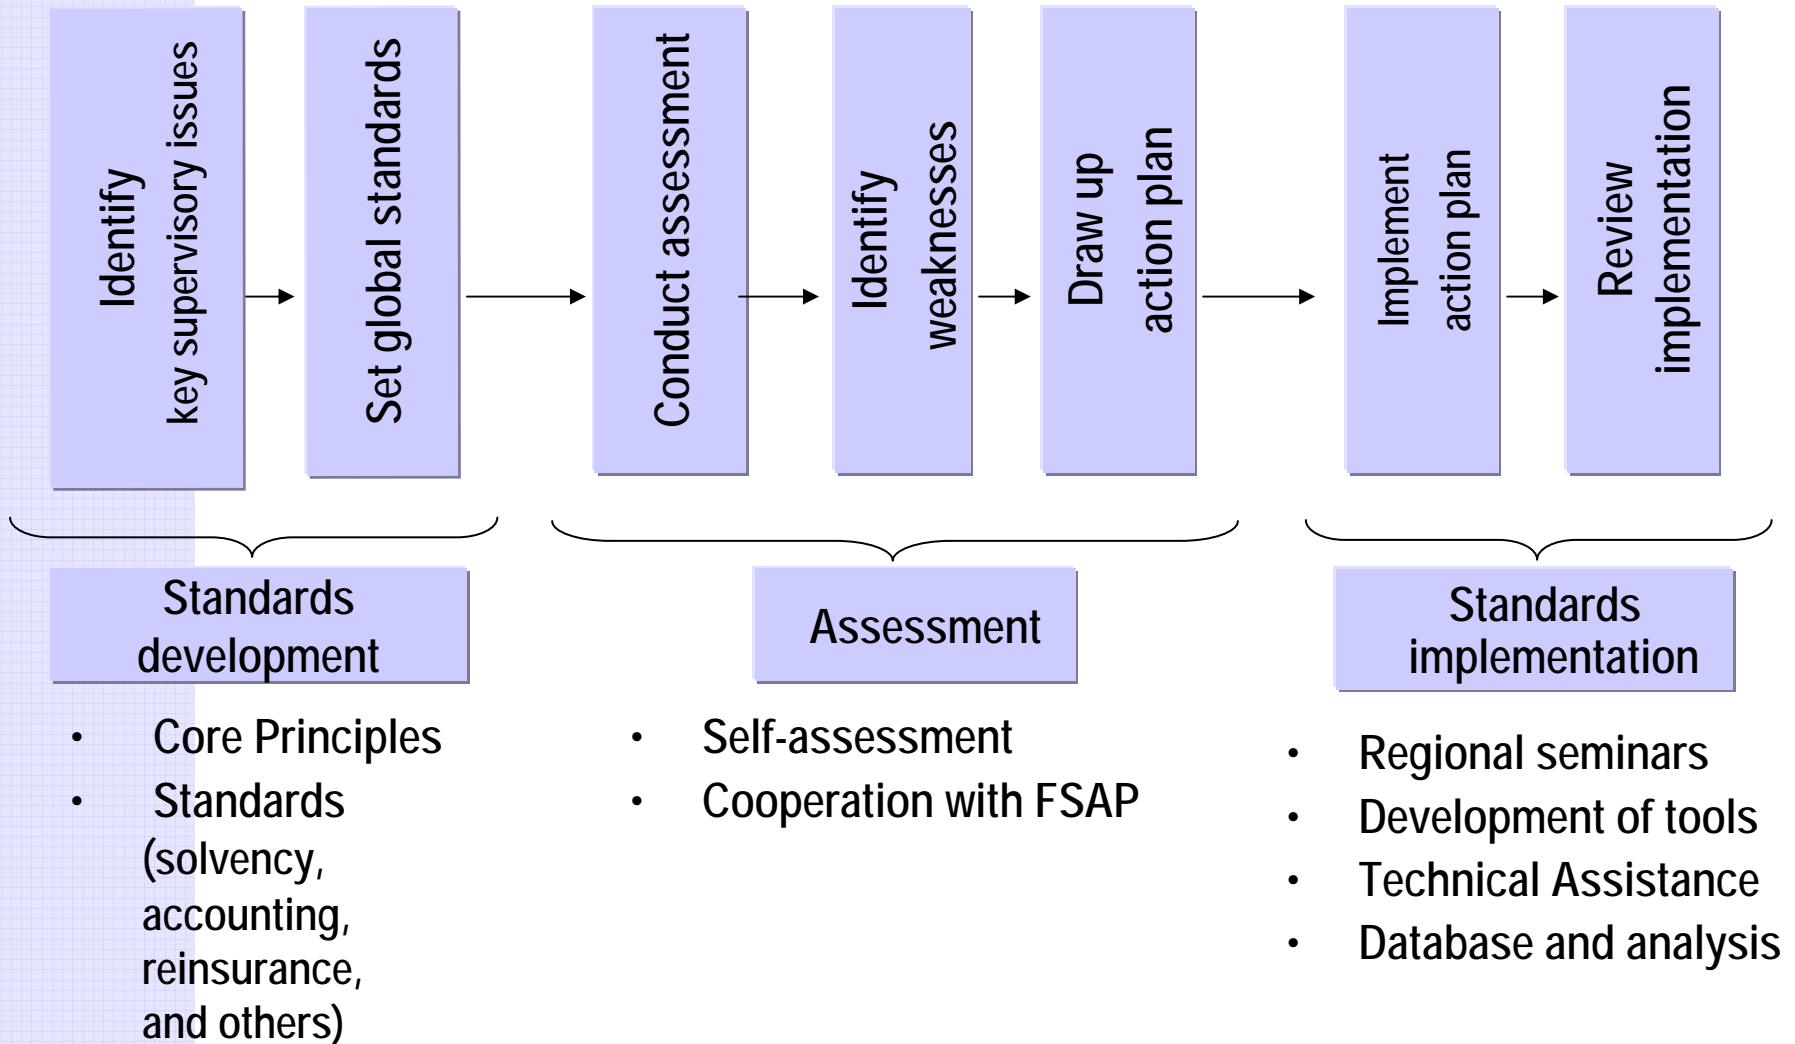 Identify
key supervisory issues
Set global standards
Conduct assessment
Identify
weaknesses
Draw up
action plan
Implement
action plan
Review
implementation
Standards
development
Assessment
Standards
implementation
• Core Principles
• Standards
(solvency,
accounting,
reinsurance,
and others)
• Self-assessment
• Cooperation with FSAP
• Regional seminars
• Development of tools
• Technical Assistance
• Database and analysis